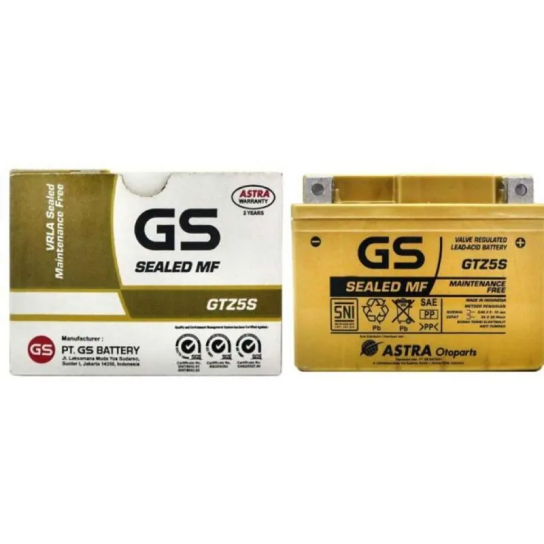 VRLA Sealed
Maintenance Free
ASTRA
WARRANTY
2 YEARS
GS
SEALED MF
GTZ5S
GS
Manufacturer :
PT. GS BATTERY
Jl. Laksamana Muda Yos Sudarso,
Sunter I, Jakarta 14350, Indonesia
GS
SEALED MF
VALVE REGULATED
LEAD-ACID BATTERY
GTZ5S
MAINTENANCE
FREE
MADE IN INDONESIA
SNI
Pb
Pb
SAE
PP
>PP<
ASTRA Otoparts